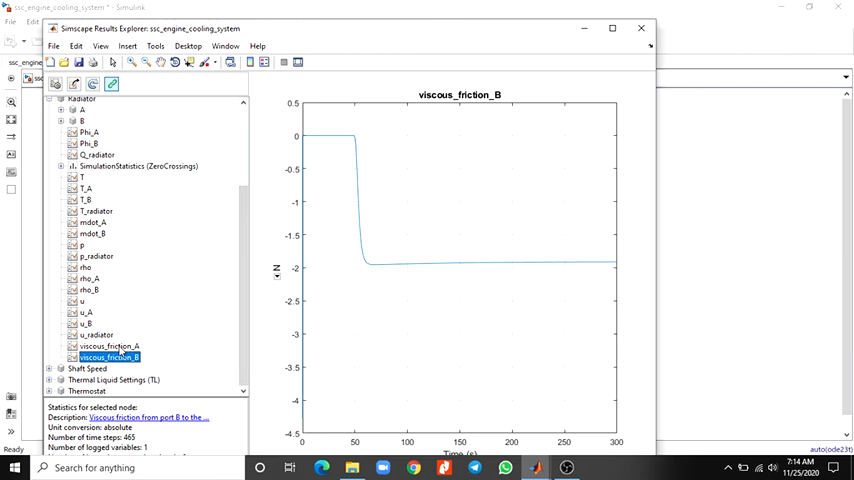 ssc_engine_cooling_system * - Simulink
Simscape Results Explorer: ssc_engine_cooling_system
File Edit
File Edit View Insert Tools Desktop Window Help
ssc_engine
Radiator
A
B
Phi_A
Phi_B
Q_radiator
SimulationStatistics (ZeroCrossings)
T
T_A
T_B
T_radiator
mdot_A
mdot_B
p
p_radiator
rho
rho_A
rho_B
u
u_A
u_B
u_radiator
viscous_friction_A
viscous_friction_B
Shaft Speed
Thermal Liquid Settings (TL)
Thermostat
Statistics for selected node:
Description: Viscous friction from port B to the ...
Unit conversion: absolute
Number of time steps: 465
Number of logged variables: 1
viscous_friction_B
0.5
0
-0.5
-1
-1.5
-2
-2.5
-3
-3.5
-4
-4.5
N
0 50 100 150 200 250 300
Time (s)
Ready
auto(ode23t)
Search for anything
7:14 AM
11/25/2020